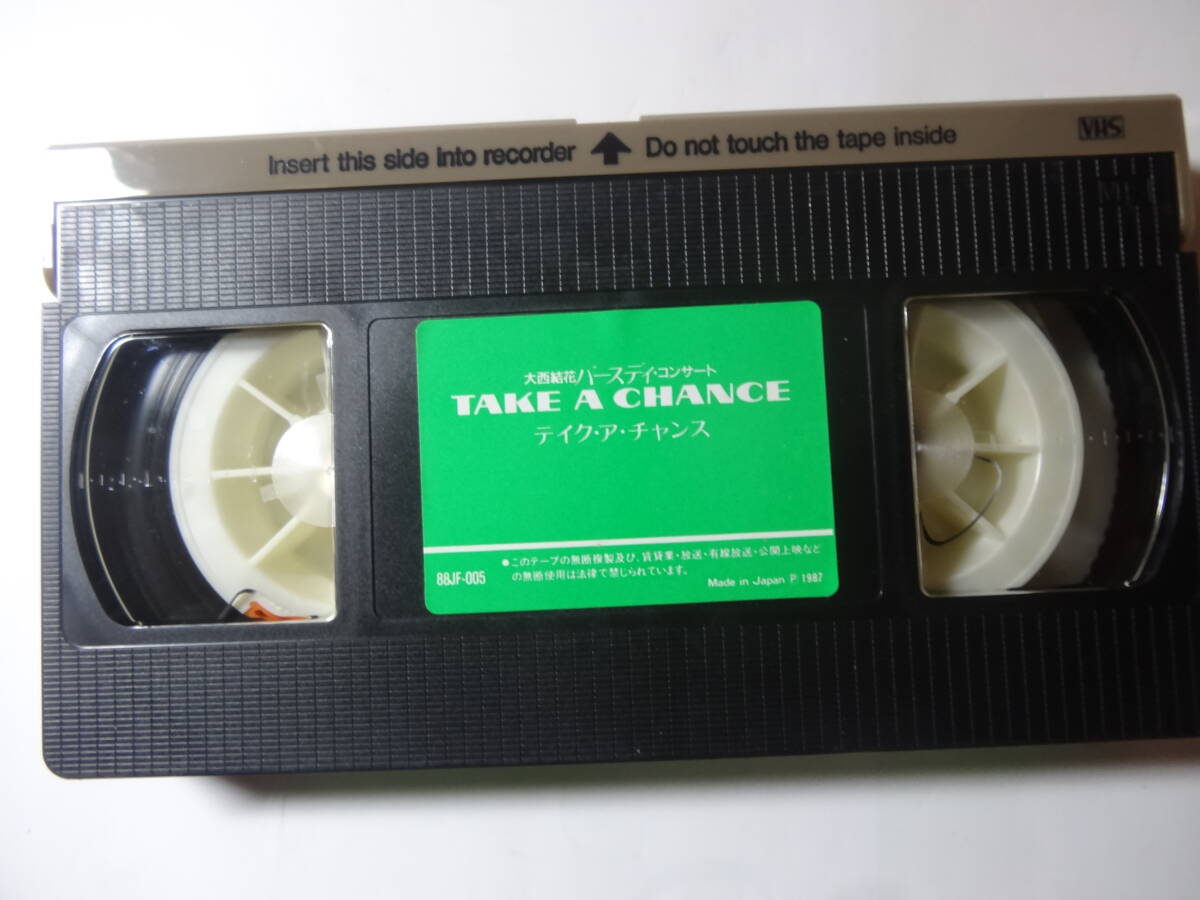 Insert this side into recorder Do not touch the tape inside VHS
大西結花バースディ・コンサート
TAKE A CHANCE
テイク・ア・チャンス
●このテープの無断複製及び、賃貸業・放送・有線放送・公開上映など
の無断使用は法律で禁じられています。
88JF-005
Made in Japan P 1987